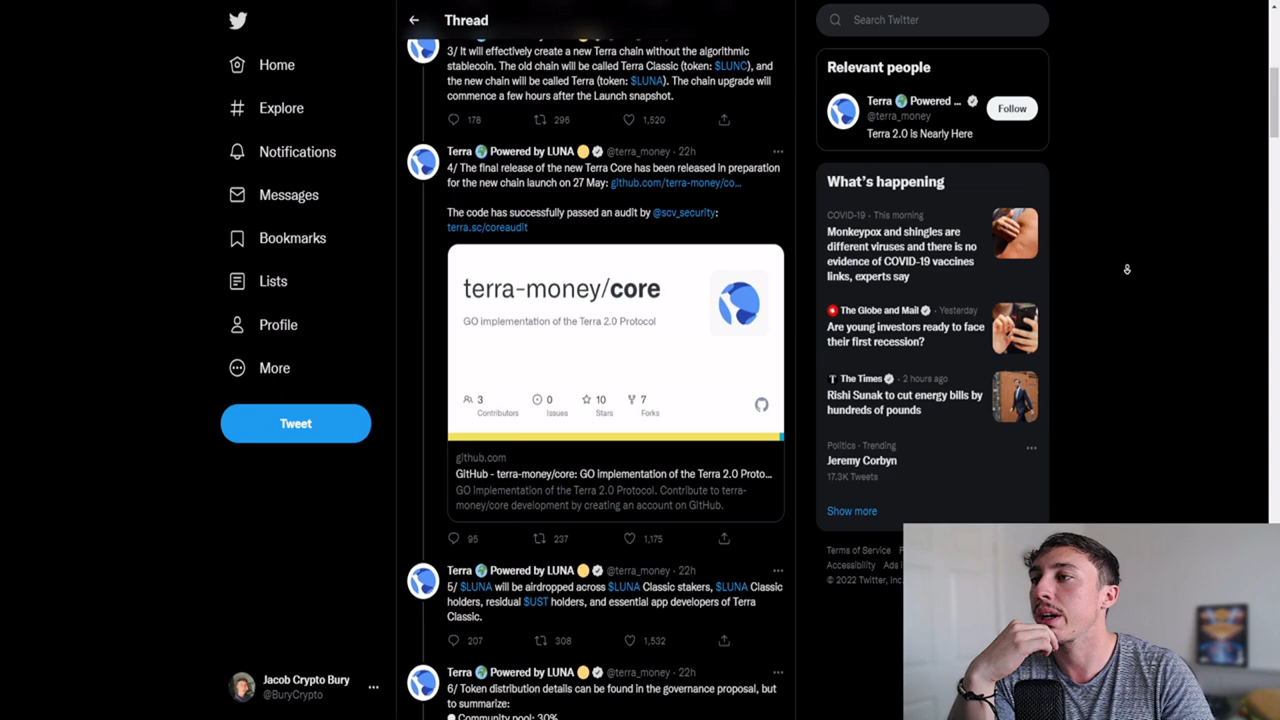 Home
Explore
Notifications
Messages
Bookmarks
Lists
Profile
More
Tweet
Jacob Crypto Bury
@BuryCrypto
Thread
3/ It will effectively create a new Terra chain without the algorithmic
stablecoin. The old chain will be called Terra Classic (token: $LUNC), and
the new chain will be called Terra (token: $LUNA). The chain upgrade will
commence a few hours after the Launch snapshot.
178 296 1,520
Terra 🌍 Powered by LUNA 🌕 @terra_money · 22h
4/ The final release of the new Terra Core has been released in preparation
for the new chain launch on 27 May: github.com/terra-money/co...
The code has successfully passed an audit by @scv_security:
terra.sc/coreaudit
terra-money/core
GO implementation of the Terra 2.0 Protocol
3 0 10 7
Contributors Issues Stars Forks
github.com
GitHub - terra-money/core: GO implementation of the Terra 2.0 Proto...
GO implementation of the Terra 2.0 Protocol. Contribute to terra-
money/core development by creating an account on GitHub.
95 237 1,175
Terra 🌍 Powered by LUNA 🌕 @terra_money · 22h
5/ $LUNA will be airdropped across $LUNA Classic stakers, $LUNA Classic
holders, residual $UST holders, and essential app developers of Terra
Classic.
207 308 1,532
Terra 🌍 Powered by LUNA 🌕 @terra_money · 22h
6/ Token distribution details can be found in the governance proposal, but
to summarize:
Community pool: 30%
Search Twitter
Relevant people
Terra 🌍 Powered ...
@terra_money
Follow
Terra 2.0 Is Nearly Here
What's happening
COVID-19 · This morning
Monkeypox and shingles are
different viruses and there is no
evidence of COVID-19 vaccines
links, experts say
The Globe and Mail · Yesterday
Are young investors ready to face
their first recession?
The Times · 2 hours ago
Rishi Sunak to cut energy bills by
hundreds of pounds
Politics · Trending
Jeremy Corbyn
17.3K Tweets
Show more
Terms of Service
Accessibility Ads
© 2022 Twitter, Inc.